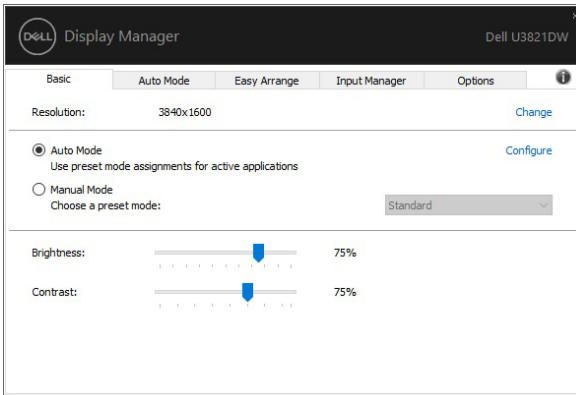 DELL Display Manager Dell U3821DW
Basic Auto Mode Easy Arrange Input Manager Options
Resolution: 3840x1600 Change
Auto Mode Configure
Use preset mode assignments for active applications
Manual Mode
Choose a preset mode: Standard
Brightness: 75%
Contrast: 75%